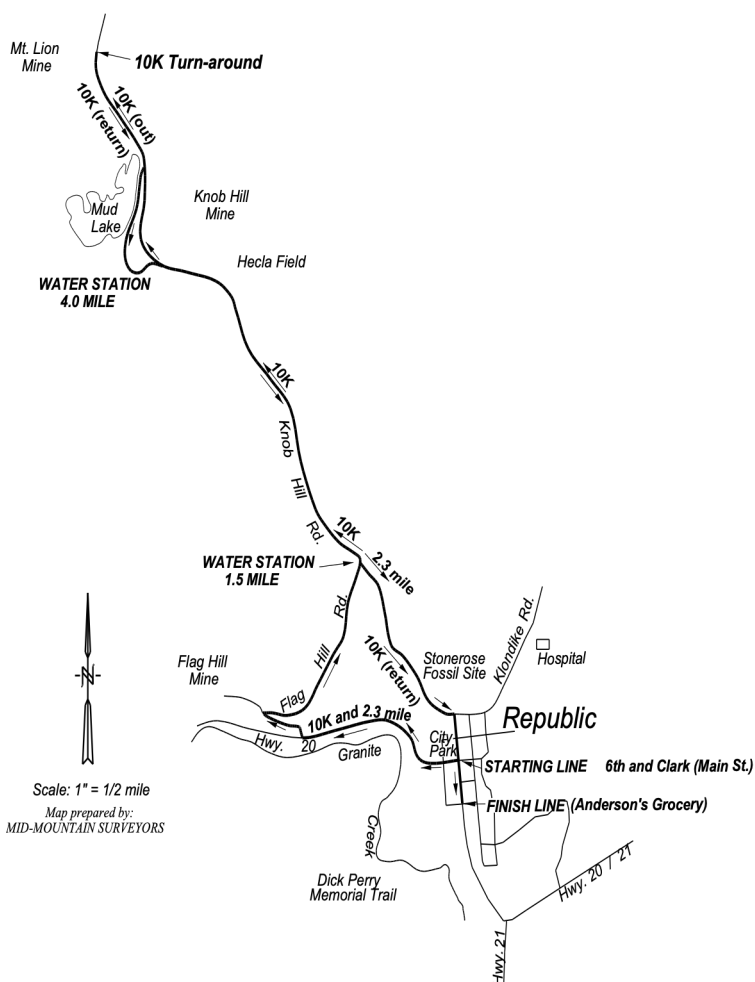 Mt. Lion
Mine
10K Turn-around
10K (out)
10K (return)
Mud
Lake
Knob Hill
Mine
Hecla Field
WATER STATION
4.0 MILE
10K
Knob
Hill
Rd.
10K
2.3 mile
WATER STATION
1.5 MILE
Rd.
Hill
Flag
Flag Hill
Mine
10K (return)
Stonerose
Fossil Site
Klondike Rd.
Hospital
10K and 2.3 mile
Republic
City
Park
Hwy. 20
Granite
Creek
STARTING LINE 6th and Clark (Main St.)
FINISH LINE (Anderson's Grocery)
N
Scale: 1" = 1/2 mile
Map prepared by:
MID-MOUNTAIN SURVEYORS
Dick Perry
Memorial Trail
Hwy. 20 / 21
Hwy. 21